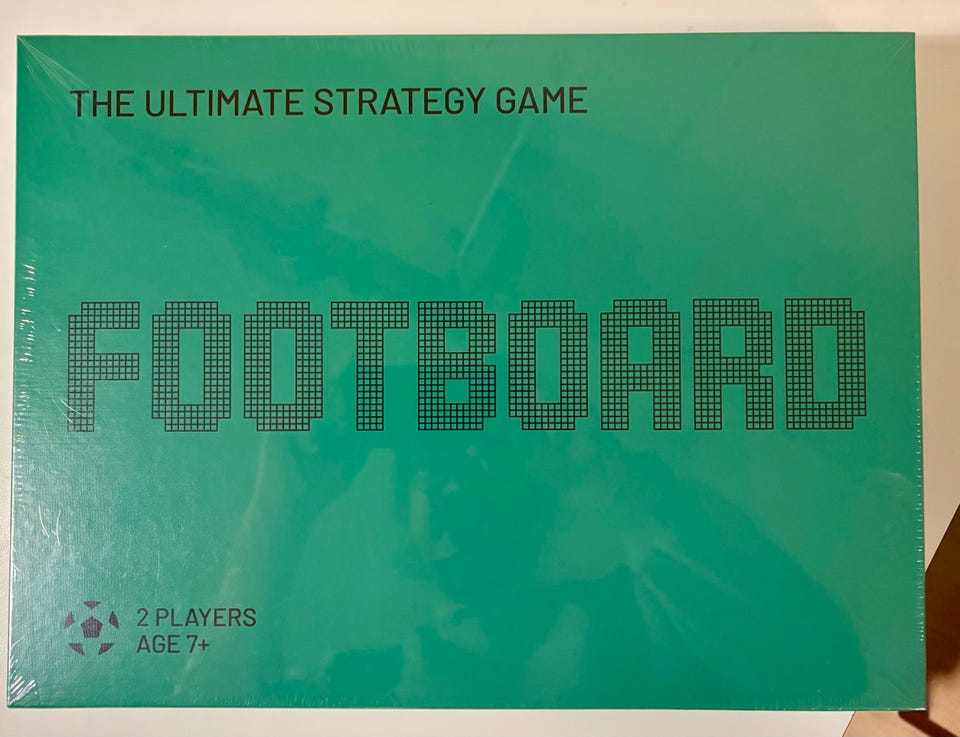 THE ULTIMATE STRATEGY GAME
FOOTBOARD
2 PLAYERS
AGE 7+